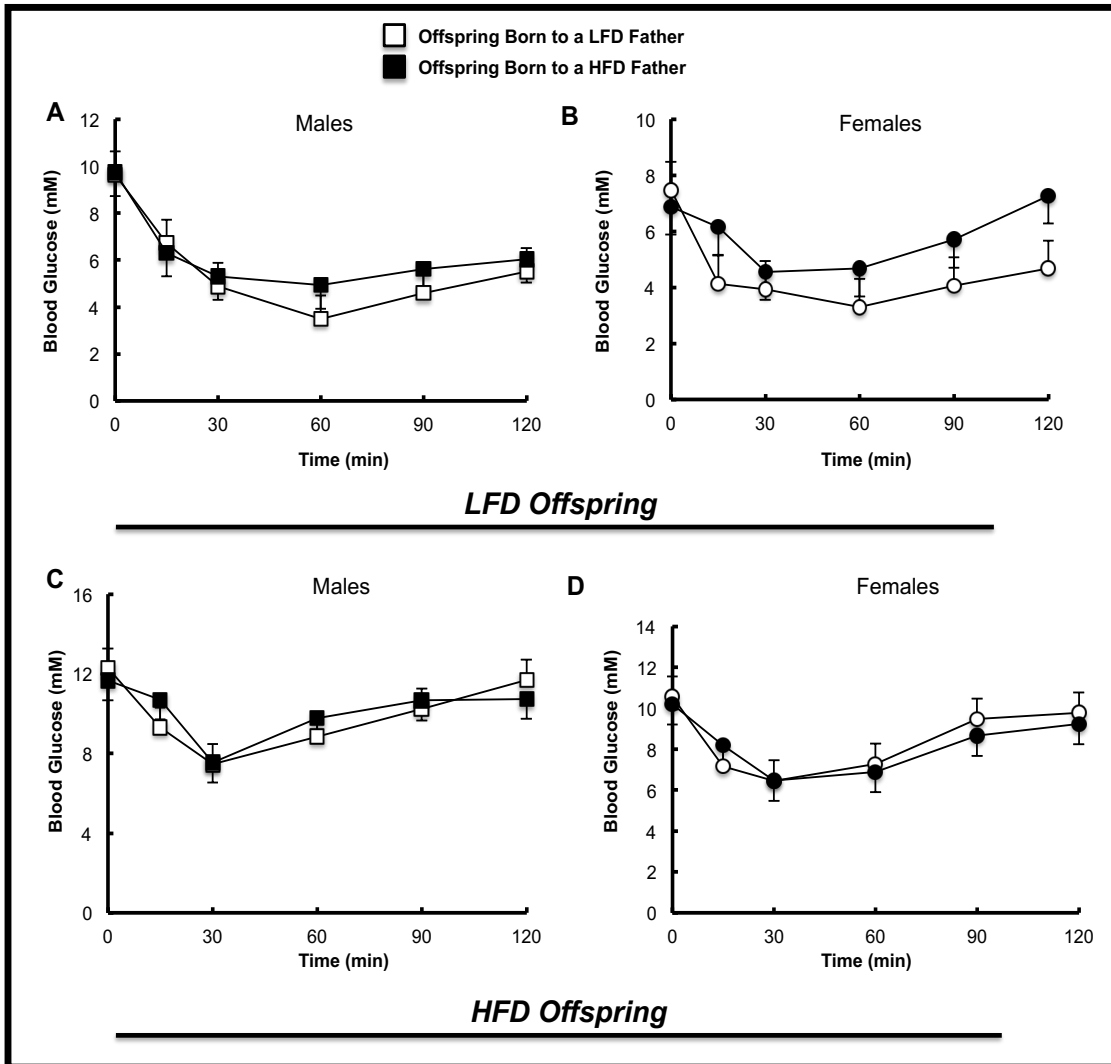 Offspring Born to a LFD Father
Offspring Born to a HFD Father
A
Males
12
10
8
6
4
2
0
Blood Glucose (mM)
0 30 60 90 120
Time (min)
B
Females
10
8
6
4
2
0
Blood Glucose (mM)
0 30 60 90 120
Time (min)
LFD Offspring
C
Males
16
12
8
4
0
Blood Glucose (mM)
0 30 60 90 120
Time (min)
D
Females
14
12
10
8
6
4
2
0
Blood Glucose (mM)
0 30 60 90 120
Time (min)
HFD Offspring